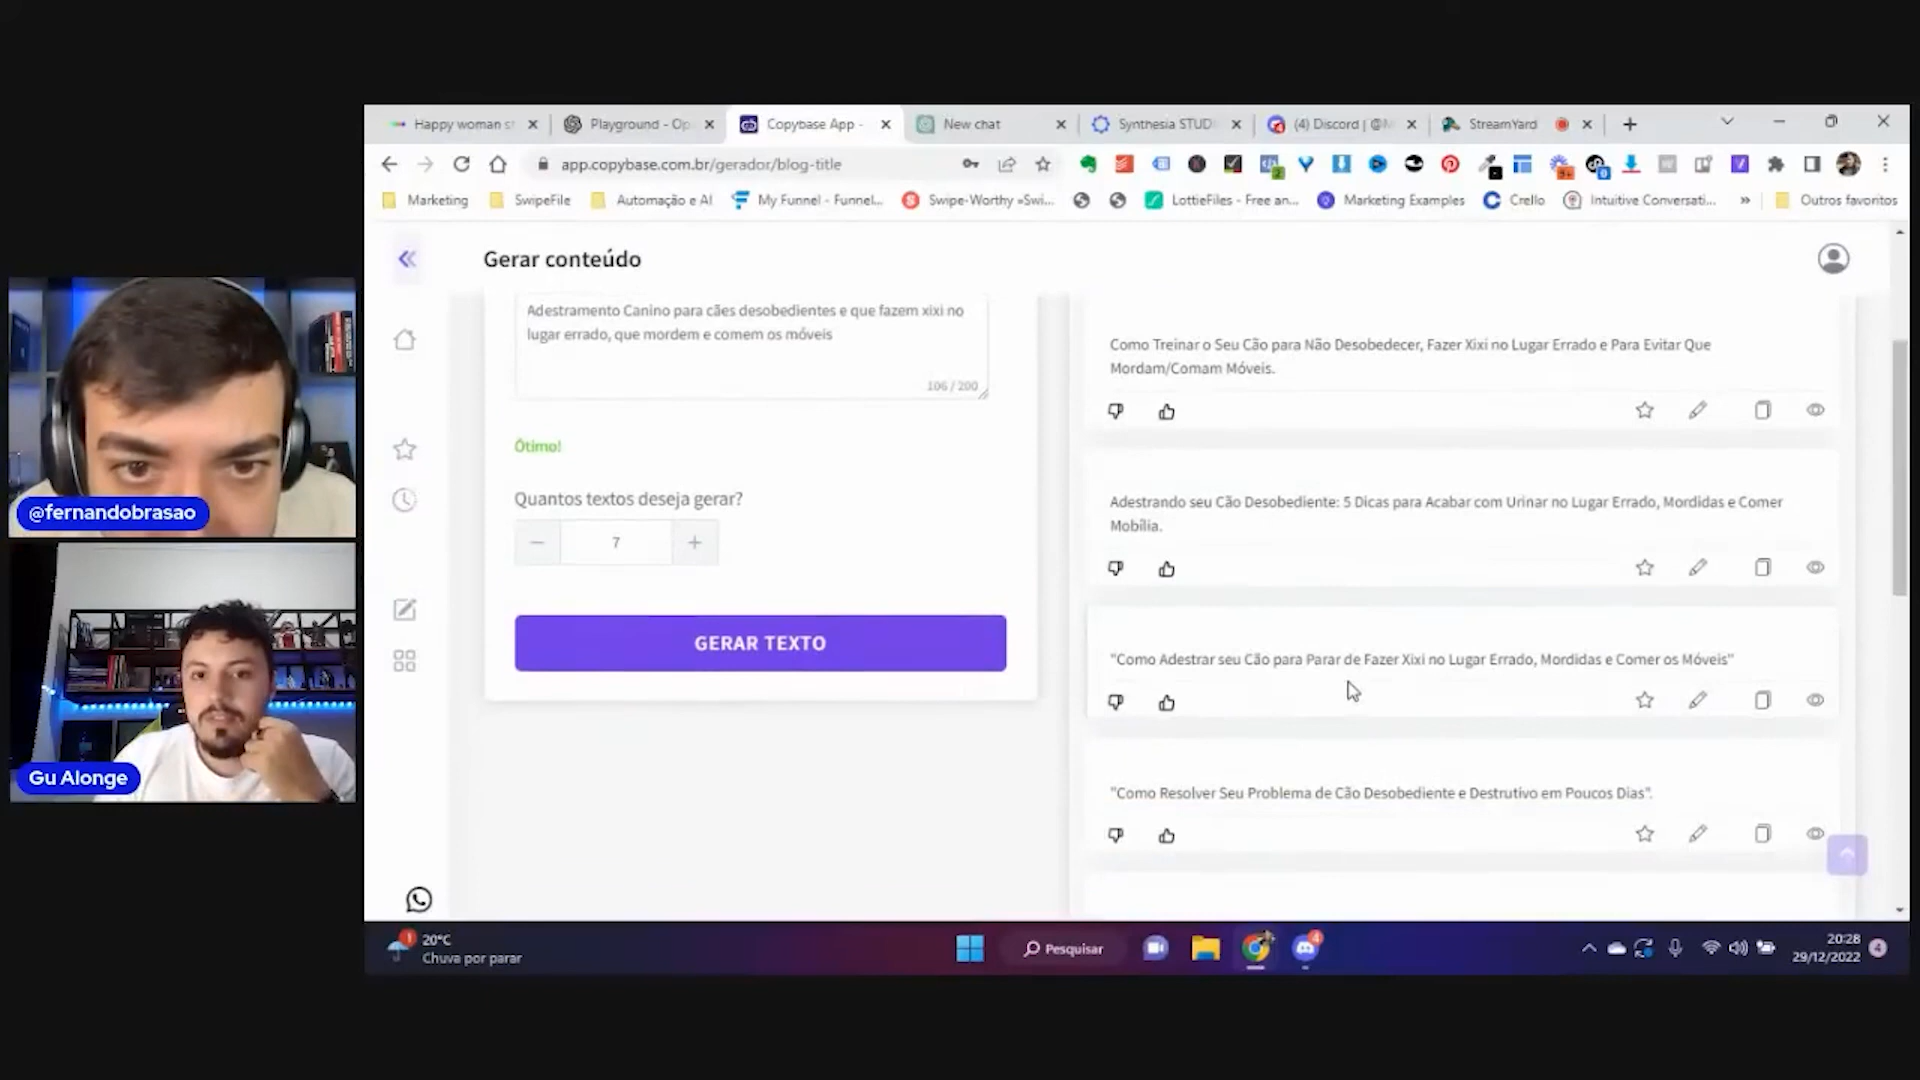 Happy woman s
Playground - Op
Copybase App -
New chat
Synthesia STUD
(4) Discord | @M
StreamYard
app.copybase.com.br/gerador/blog-title
Marketing
SwipeFile
Automação e AI
My Funnel - Funnel...
Swipe-Worthy »Swi...
LottieFiles - Free an...
Marketing Examples
Crello
Intuitive Conversati...
»
Outros favoritos
Gerar conteúdo
Adestramento Canino para cães desobedientes e que fazem xixi no
lugar errado, que mordem e comem os móveis
106 / 200
Ótimo!
Quantos textos deseja gerar?
7
GERAR TEXTO
Como Treinar o Seu Cão para Não Desobedecer, Fazer Xixi no Lugar Errado e Para Evitar Que
Mordam/Comam Móveis.
Adestrando seu Cão Desobediente: 5 Dicas para Acabar com Urinar no Lugar Errado, Mordidas e Comer
Mobília.
"Como Adestrar seu Cão para Parar de Fazer Xixi no Lugar Errado, Mordidas e Comer os Móveis"
"Como Resolver Seu Problema de Cão Desobediente e Destrutivo em Poucos Dias".
@fernandobrasao
Gu Alonge
1
20°C
Chuva por parar
Pesquisar
4
20:28
29/12/2022
4